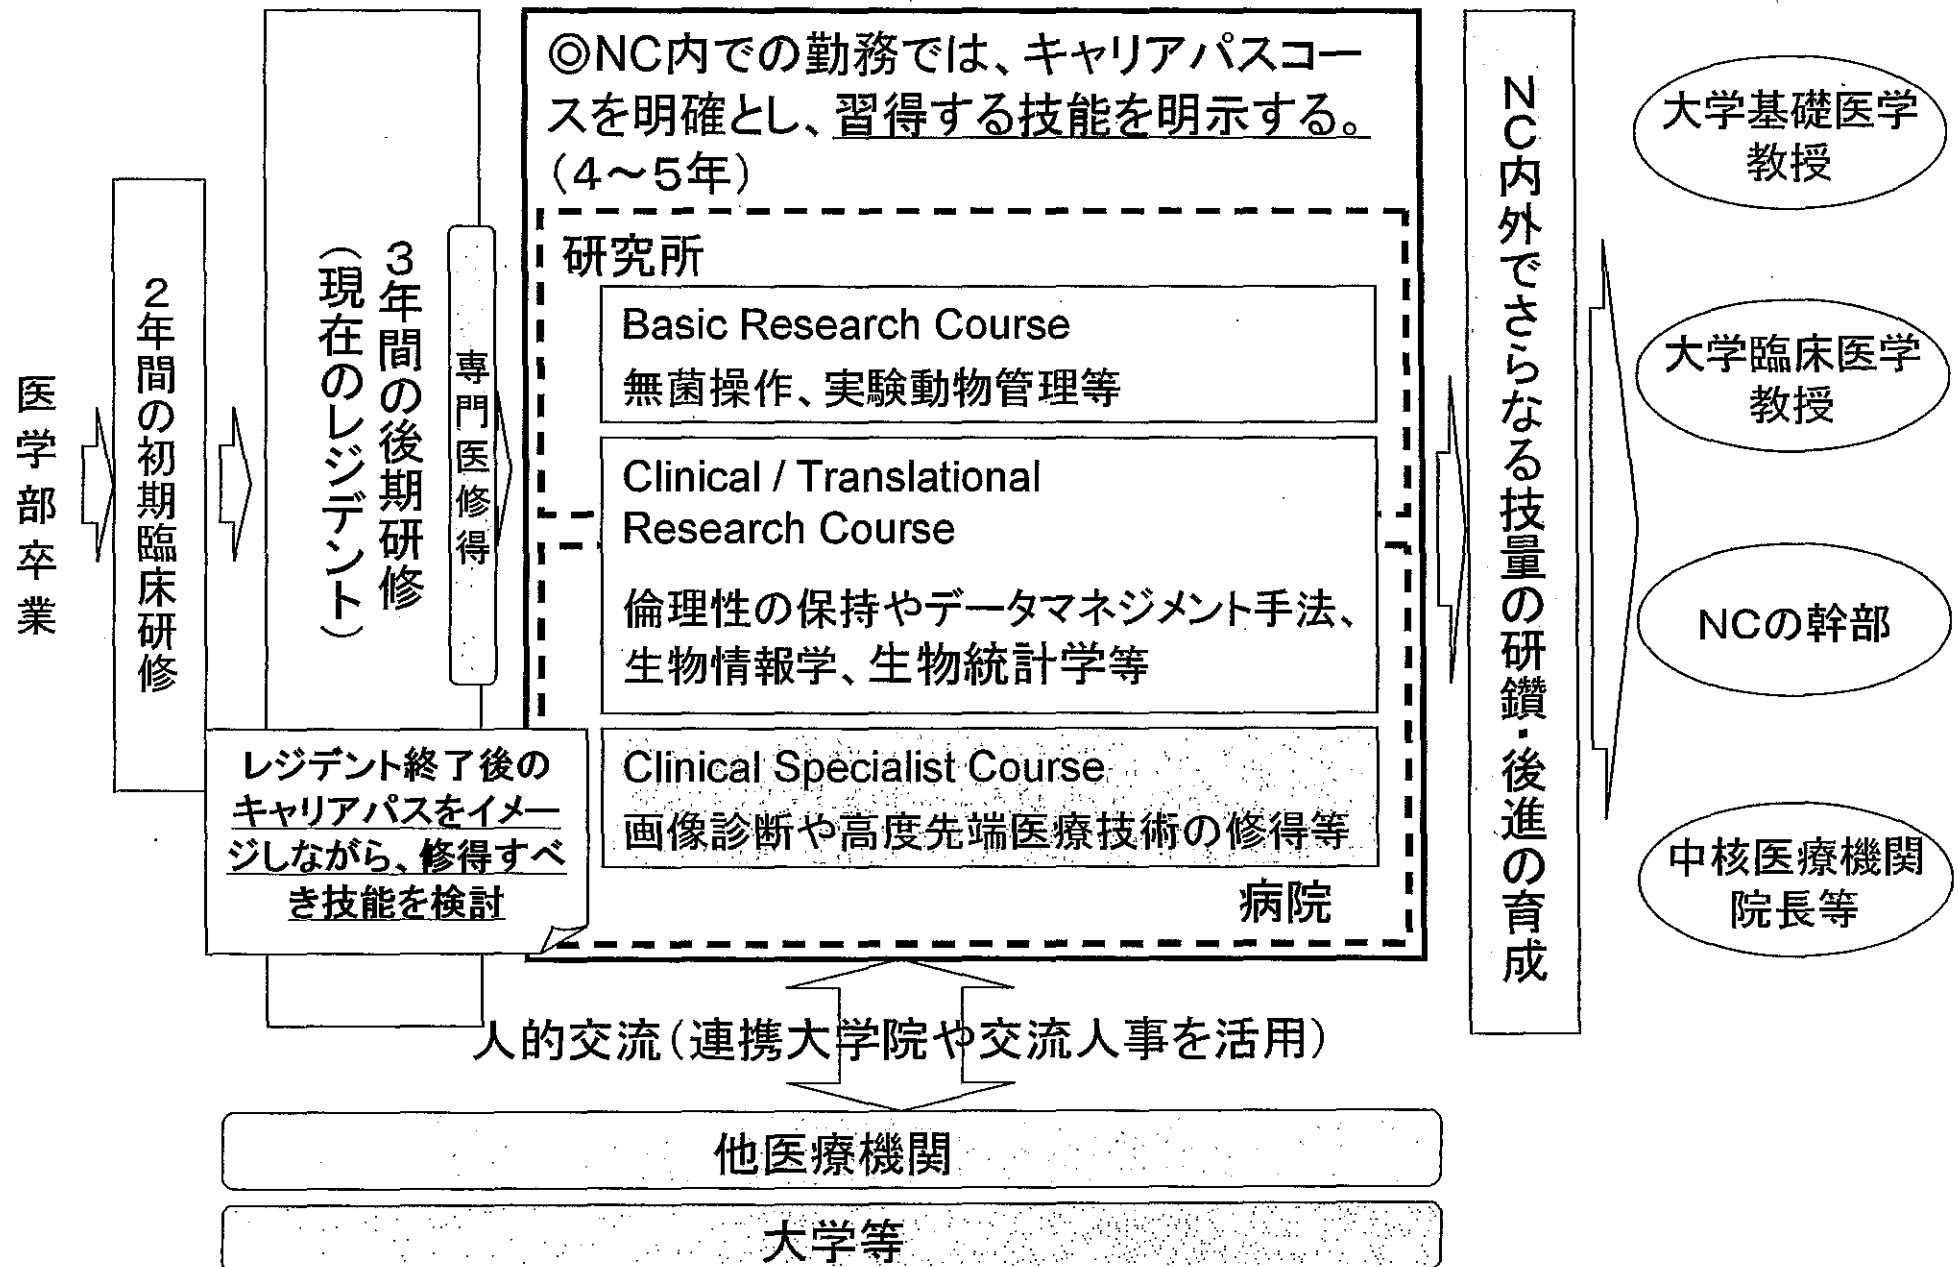 医学部卒業
２年間の初期臨床研修
３年間の後期研修
（現在のレジデント）
専門医修得
レジデント終了後の
キャリアパスをイメー
ジしながら、修得すべ
き技能を検討
◎NC内での勤務では、キャリアパスコー
スを明確とし、習得する技能を明示する。
（４～５年）
研究所
Basic Research Course
無菌操作、実験動物管理等
Clinical / Translational
Research Course
倫理性の保持やデータマネジメント手法、
生物情報学、生物統計学等
Clinical Specialist Course
画像診断や高度先端医療技術の修得等
病院
人的交流（連携大学院や交流人事を活用）
他医療機関
大学等
ＮＣ内外でさらなる技量の研鑽・後進の育成
大学基礎医学
教授
大学臨床医学
教授
NCの幹部
中核医療機関
院長等